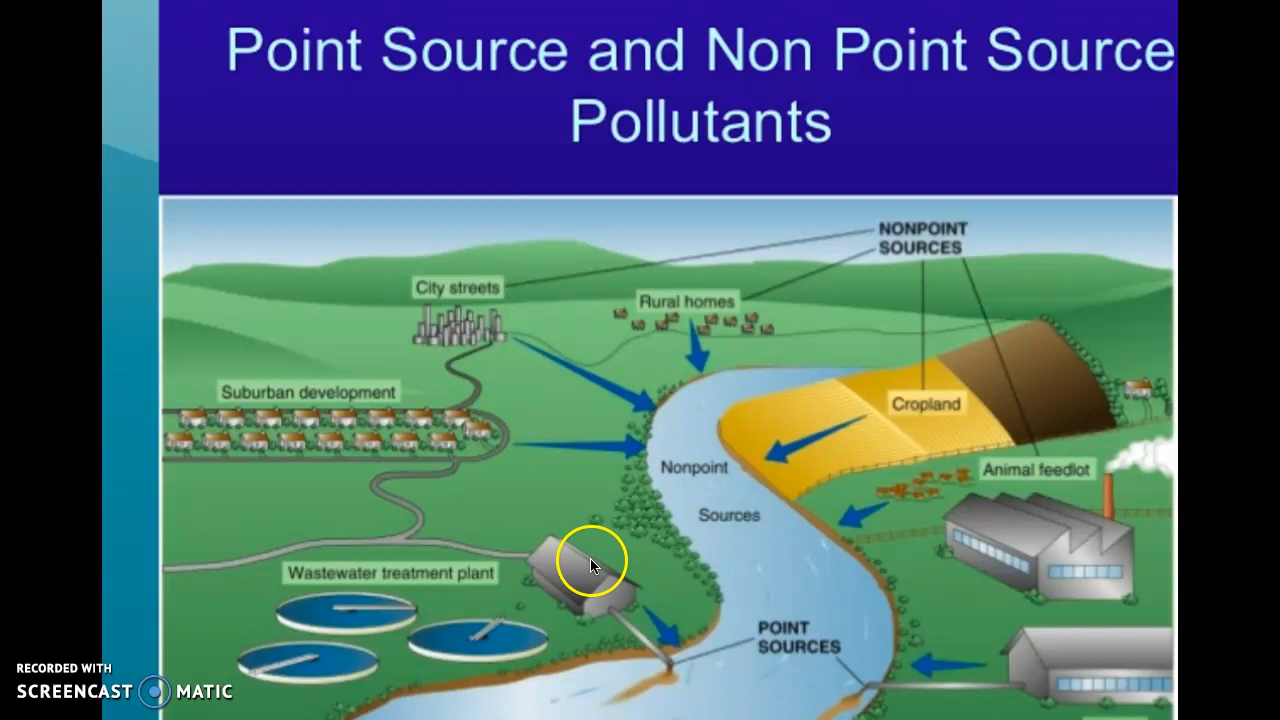 Point Source and Non Point Source
Pollutants
NONPOINT
SOURCES
City streets
Rural homes
Suburban development
Cropland
Nonpoint
Animal feedlot
Sources
Wastewater treatment plant
POINT
SOURCES
RECORDED WITH
SCREENCAST MATIC